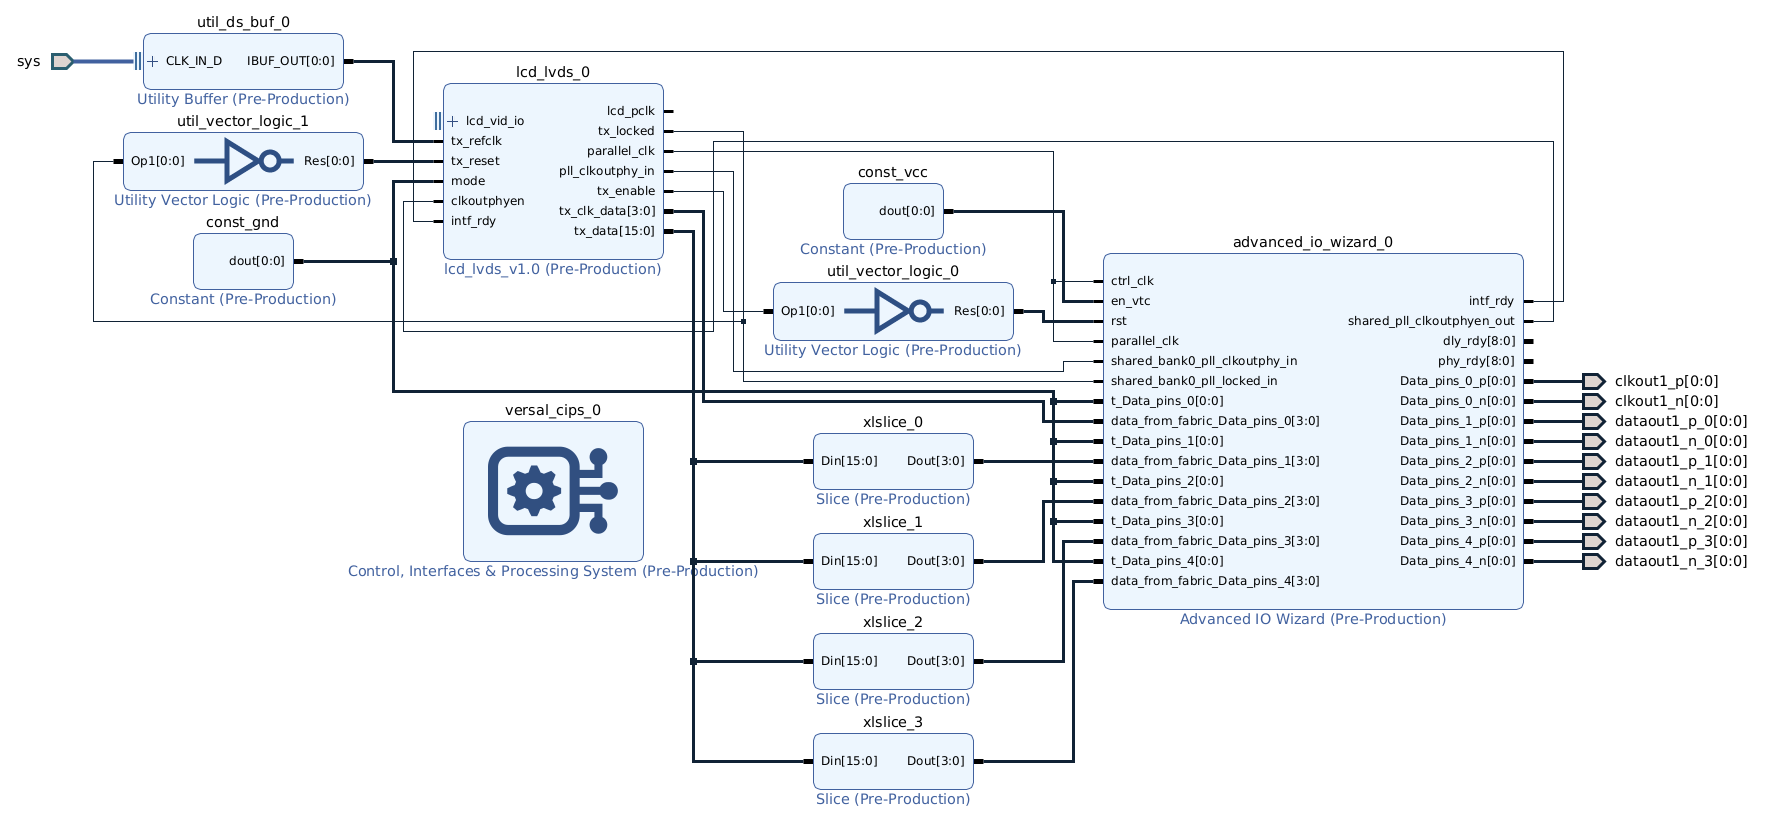 util_ds_buf_0
sys
CLK_IN_D
IBUF_OUT[0:0]
Utility Buffer (Pre-Production)
util_vector_logic_1
Op1[0:0]
Res[0:0]
Utility Vector Logic (Pre-Production)
const_gnd
dout[0:0]
Constant (Pre-Production)
lcd_lvds_0
lcd_vid_io
tx_refclk
tx_reset
mode
clkoutphyen
intf_rdy
lcd_pclk
tx_locked
parallel_clk
pll_clkoutphy_in
tx_enable
tx_clk_data[3:0]
tx_data[15:0]
lcd_lvds_v1.0 (Pre-Production)
const_vcc
dout[0:0]
Constant (Pre-Production)
util_vector_logic_0
Op1[0:0]
Res[0:0]
Utility Vector Logic (Pre-Production)
versal_cips_0
Control, Interfaces & Processing System (Pre-Production)
xlslice_0
Din[15:0]
Dout[3:0]
Slice (Pre-Production)
xlslice_1
Din[15:0]
Dout[3:0]
Slice (Pre-Production)
xlslice_2
Din[15:0]
Dout[3:0]
Slice (Pre-Production)
xlslice_3
Din[15:0]
Dout[3:0]
Slice (Pre-Production)
advanced_io_wizard_0
ctrl_clk
en_vtc
rst
parallel_clk
shared_bank0_pll_clkoutphy_in
shared_bank0_pll_locked_in
t_Data_pins_0[0:0]
data_from_fabric_Data_pins_0[3:0]
t_Data_pins_1[0:0]
data_from_fabric_Data_pins_1[3:0]
t_Data_pins_2[0:0]
data_from_fabric_Data_pins_2[3:0]
t_Data_pins_3[0:0]
data_from_fabric_Data_pins_3[3:0]
t_Data_pins_4[0:0]
data_from_fabric_Data_pins_4[3:0]
intf_rdy
shared_pll_clkoutphyen_out
dly_rdy[8:0]
phy_rdy[8:0]
Data_pins_0_p[0:0]
Data_pins_0_n[0:0]
Data_pins_1_p[0:0]
Data_pins_1_n[0:0]
Data_pins_2_p[0:0]
Data_pins_2_n[0:0]
Data_pins_3_p[0:0]
Data_pins_3_n[0:0]
Data_pins_4_p[0:0]
Data_pins_4_n[0:0]
Advanced IO Wizard (Pre-Production)
clkout1_p[0:0]
clkout1_n[0:0]
dataout1_p_0[0:0]
dataout1_n_0[0:0]
dataout1_p_1[0:0]
dataout1_n_1[0:0]
dataout1_p_2[0:0]
dataout1_n_2[0:0]
dataout1_p_3[0:0]
dataout1_n_3[0:0]